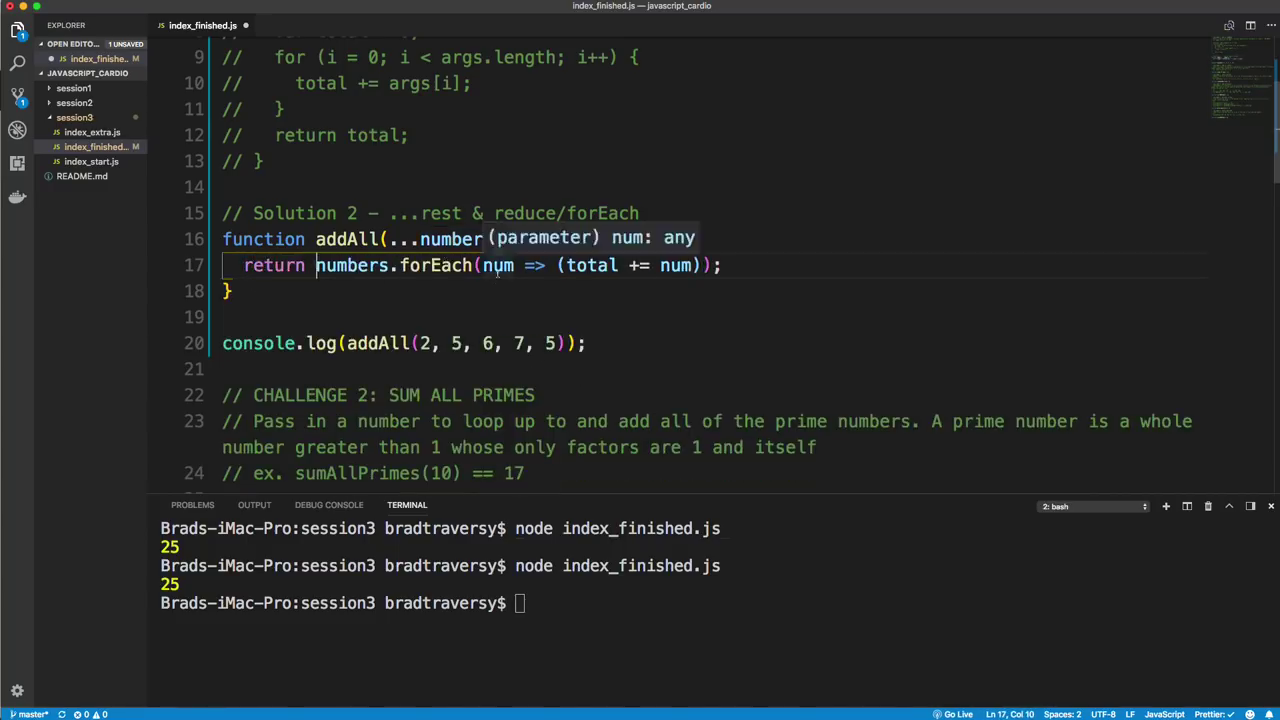 index_finished.js — javascript_cardio
EXPLORER
index_finished.js
OPEN EDITO... 1 UNSAVED
index_finishe... M
JAVASCRIPT_CARDIO
session1
session2
session3
index_extra.js
index_finished... M
index_start.js
README.md
1
1
9 // for (i = 0; i < args.length; i++) {
10 // total += args[i];
11 // }
12 // return total;
13 // }
14
15 // Solution 2 - ...rest & reduce/forEach
16 function addAll(...number
(parameter) num: any
17 return numbers.forEach(num => (total += num));
18 }
19
20 console.log(addAll(2, 5, 6, 7, 5));
21
22 // CHALLENGE 2: SUM ALL PRIMES
23 // Pass in a number to loop up to and add all of the prime numbers. A prime number is a whole
number greater than 1 whose only factors are 1 and itself
24 // ex. sumAllPrimes(10) == 17
PROBLEMS OUTPUT DEBUG CONSOLE TERMINAL
2: bash
Brads-iMac-Pro:session3 bradtraversy$ node index_finished.js
25
Brads-iMac-Pro:session3 bradtraversy$ node index_finished.js
25
Brads-iMac-Pro:session3 bradtraversy$
master* 0 0 Go Live Ln 17, Col 10 Spaces: 2 UTF-8 LF JavaScript Prettier: ✓